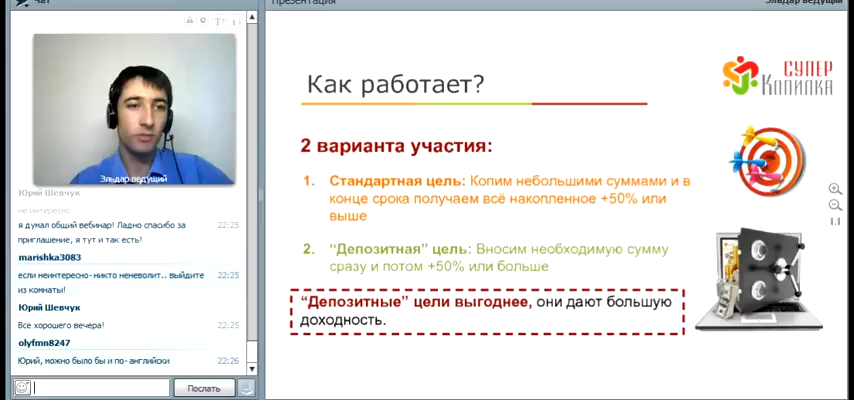 Чат
Презентация
Эльдар ведущий
Эльдар ведущий
Юрий Шевчук
не интересно
я думал общий вебинар! Ладно спасибо за
приглашение, я тут и так есть!
22:25
marishka3083
если неинтересно- никто неневолит.. выйдите
из комнаты!
22:25
Юрий Шевчук
Все хорошего вечера!
22:25
olyfmn8247
Юрий, можно было бы и по- английски
22:26
Послать
Как работает?
СУПЕР
Копилка
2 варианта участия:
1. Стандартная цель: Копим небольшими суммами и в
конце срока получаем всё накопленное +50% или
выше
2. “Депозитная” цель: Вносим необходимую сумму
сразу и потом +50% или больше
“Депозитные” цели выгоднее, они дают большую
доходность.
1:1